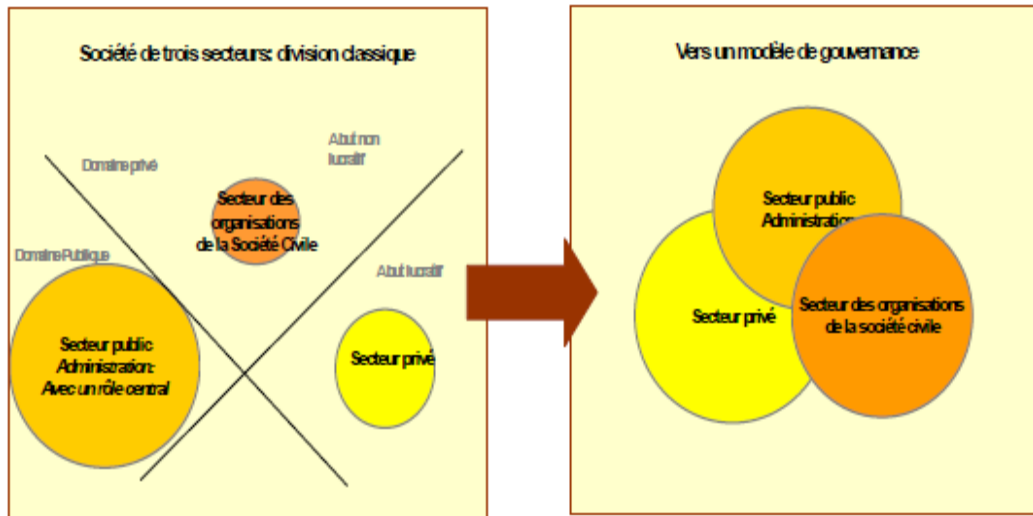 Société de trois secteurs: division classique
Domaine privé
A but non
lucratif
Secteur des
organisations
de la Société Civile
Domaine Publique
A but lucratif
Secteur public
Administration:
Avec un rôle central
Secteur privé
Vers un modèle de gouvernance
Secteur public
Administration
Secteur privé
Secteur des organisations
de la société civile